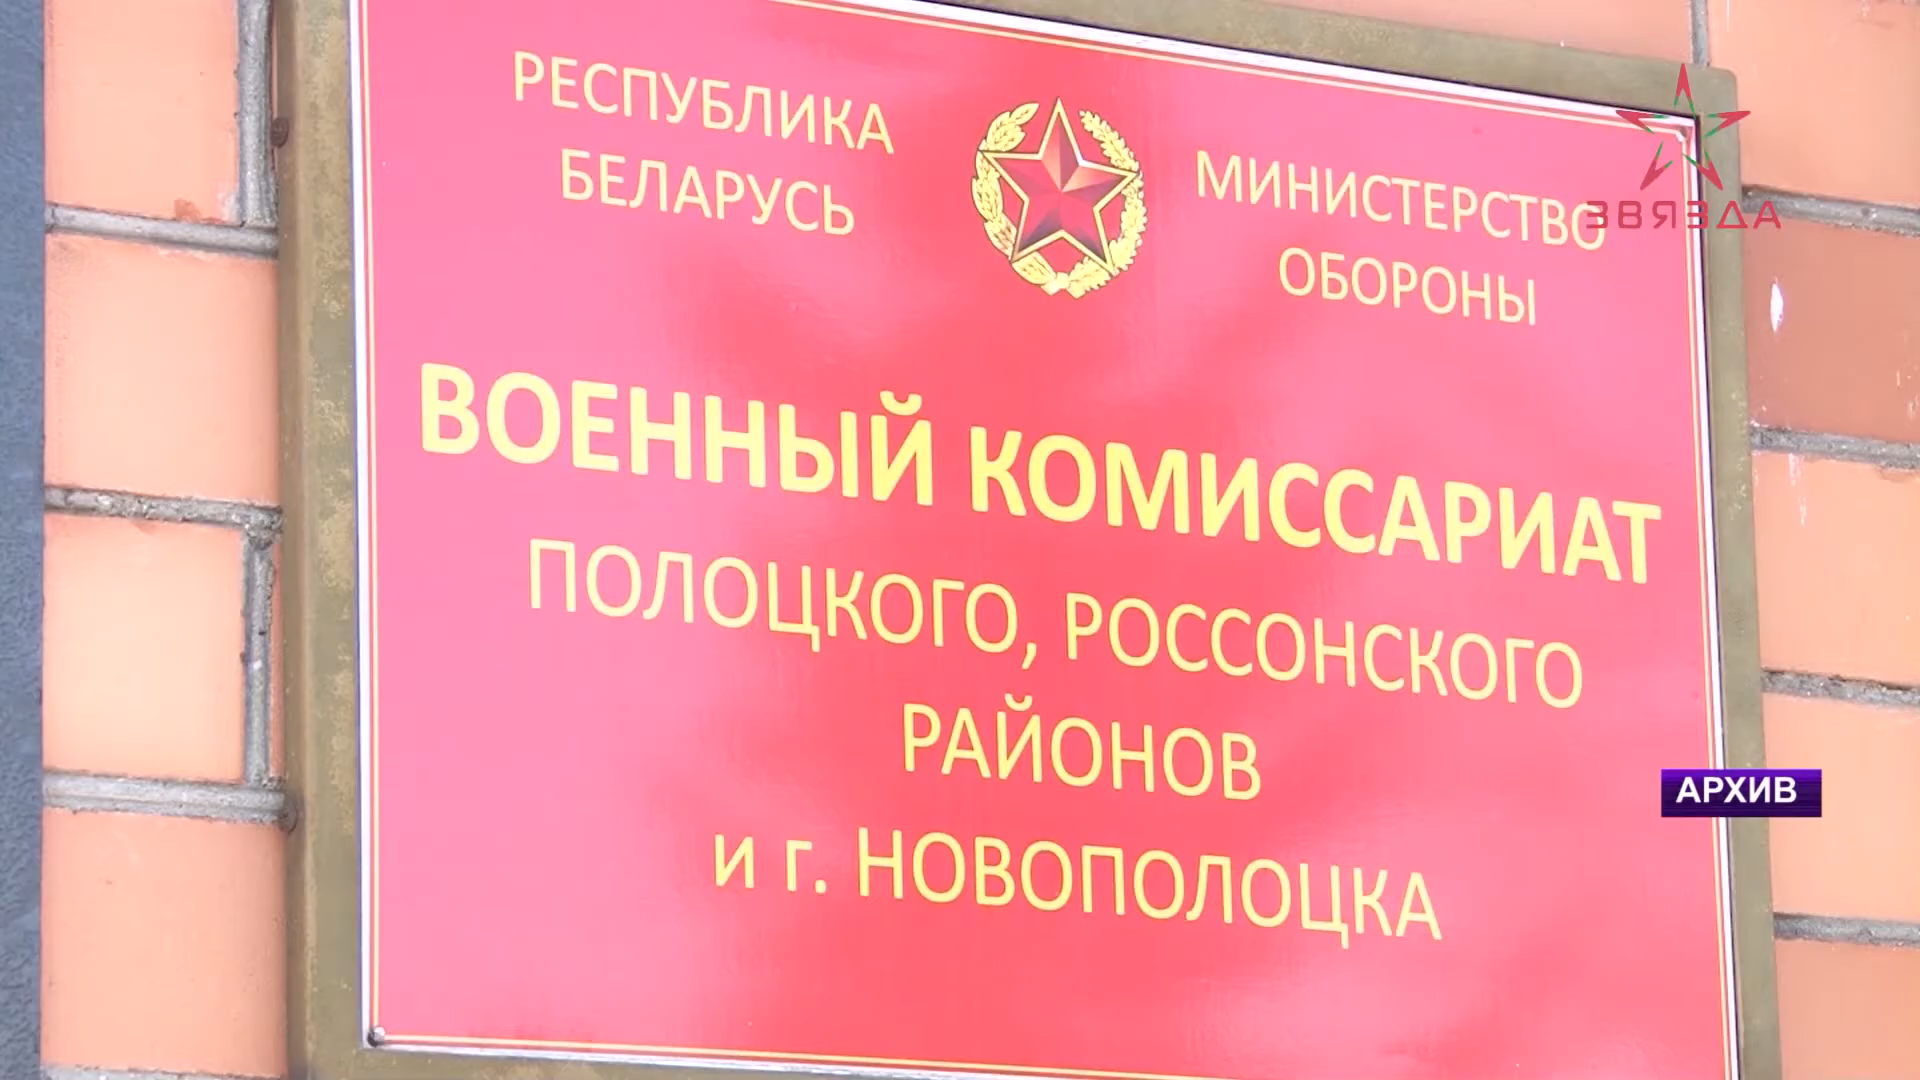 РЕСПУБЛИКА
БЕЛАРУСЬ
МИНИСТЕРСТВО
ОБОРОНЫ
ЗВЯЗДА
ВОЕННЫЙ КОМИССАРИАТ
ПОЛОЦКОГО, РОССОНСКОГО
РАЙОНОВ
и г. НОВОПОЛОЦКА
АРХИВ